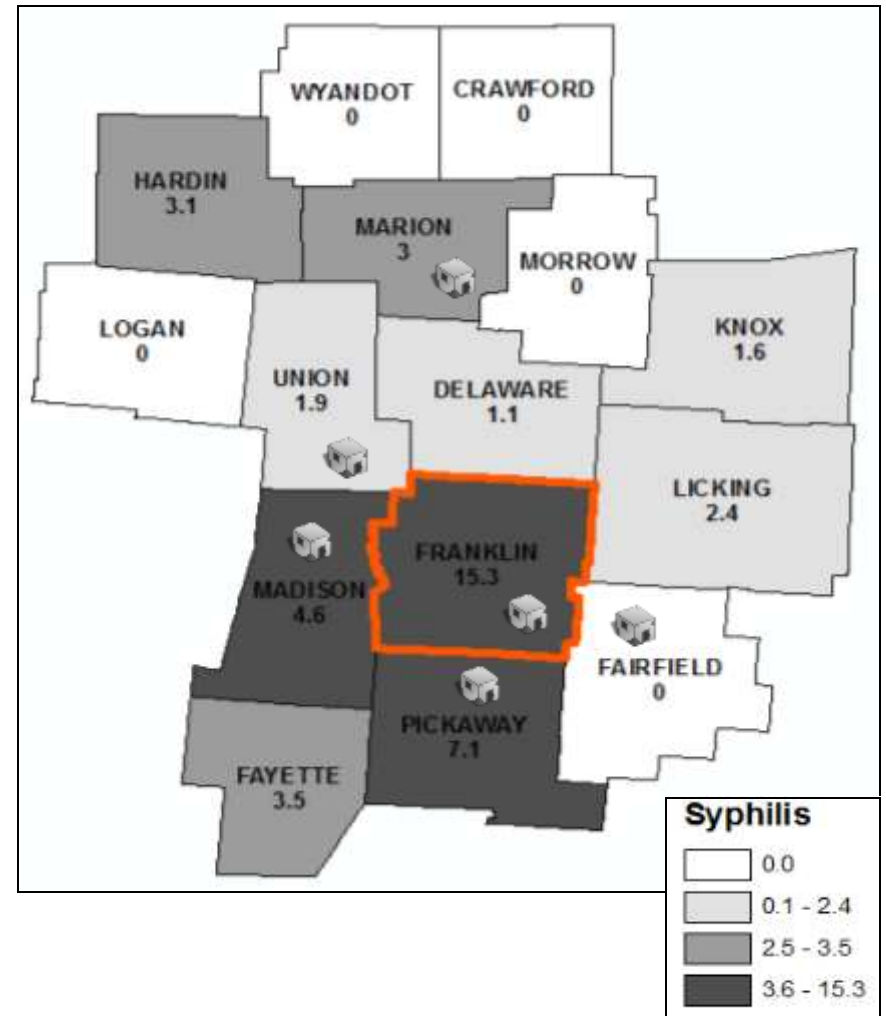 WYANDOT
0
CRAWFORD
0
HARDIN
3.1
MARION
3
MORROW
0
LOGAN
0
KNOX
1.6
UNION
1.9
DELAWARE
1.1
LICKING
2.4
FRANKLIN
15.3
MADISON
4.6
FAIRFIELD
0
PICKAWAY
7.1
FAYETTE
3.5
Syphilis
0.0
0.1 - 2.4
2.5 - 3.5
3.6 - 15.3